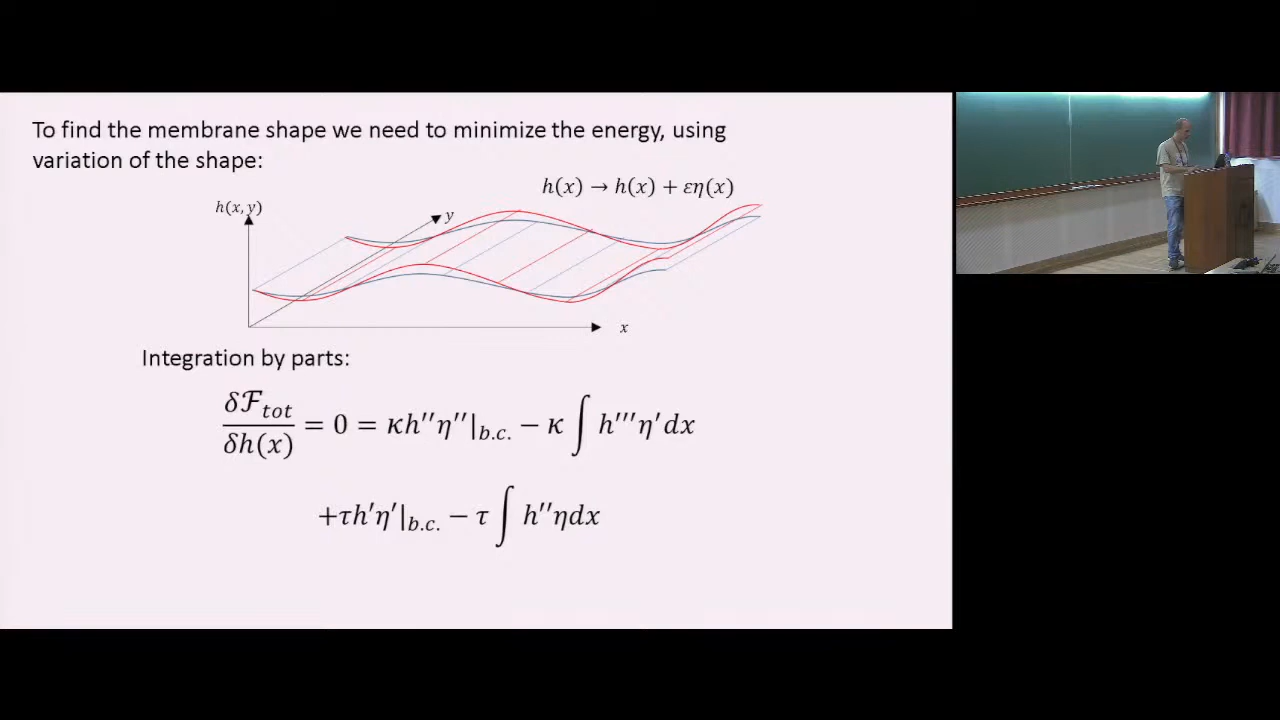 To find the membrane shape we need to minimize the energy, using
variation of the shape:
h(x) → h(x) + εη(x)
h(x, y)
y
x
Integration by parts:
δℱ_tot / δh(x) = 0 = κh′′η′′|_b.c. − κ ∫ h′′′η′dx
+τh′η′|_b.c. − τ ∫ h′′ηdx